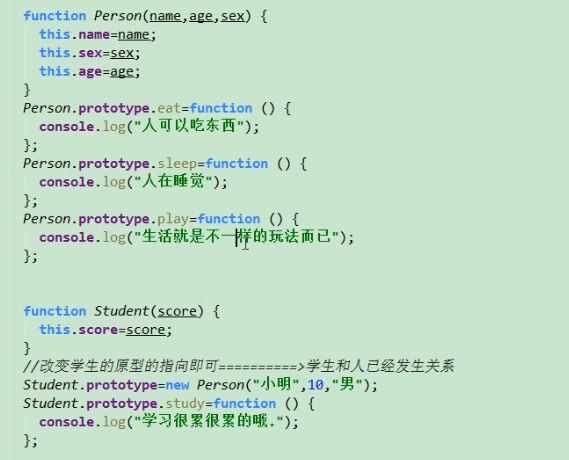 function Person(name,age,sex) {
this.name=name;
this.sex=sex;
this.age=age;
}
Person.prototype.eat=function () {
console.log("人可以吃东西");
};
Person.prototype.sleep=function () {
console.log("人在睡觉");
};
Person.prototype.play=function () {
console.log("生活就是不一样的玩法而已");
};
function Student(score) {
this.score=score;
}
//改变学生的原型的指向即可==========>学生和人已经发生关系
Student.prototype=new Person("小明",10,"男");
Student.prototype.study=function () {
console.log("学习很累很累的哦.");
};